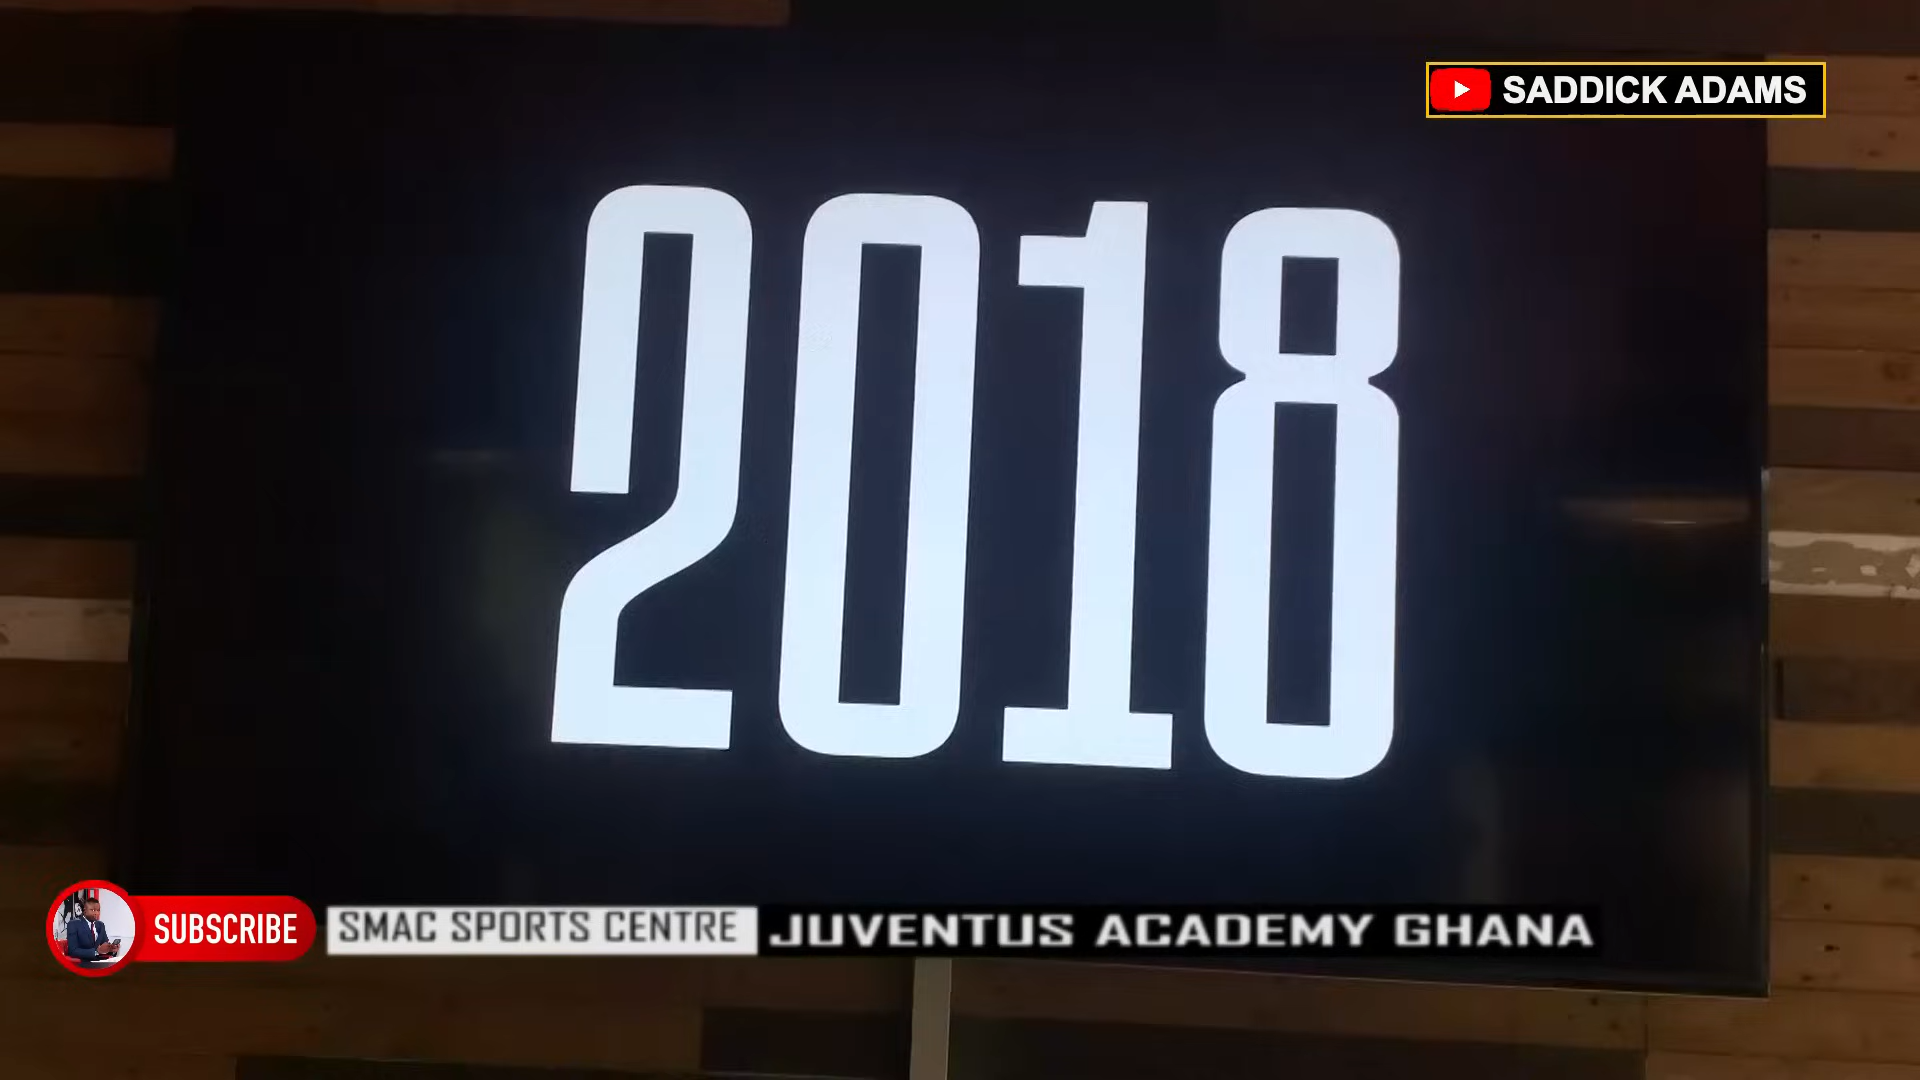 SADDICK ADAMS
2018
SUBSCRIBE
SMAC SPORTS CENTRE
JUVENTUS ACADEMY GHANA